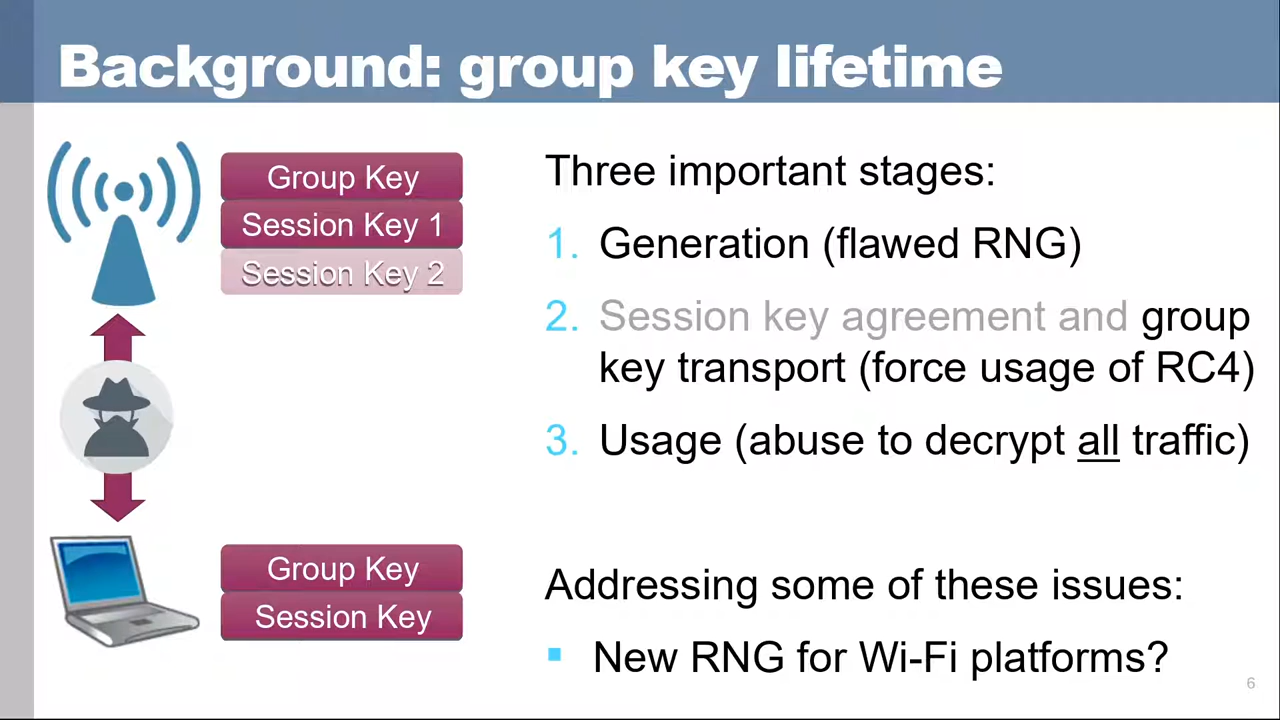 Background: group key lifetime
Group Key
Session Key 1
Session Key 2
Three important stages:
1. Generation (flawed RNG)
2. Session key agreement and group
key transport (force usage of RC4)
3. Usage (abuse to decrypt all traffic)
Group Key
Session Key
Addressing some of these issues:
▪ New RNG for Wi-Fi platforms?
6